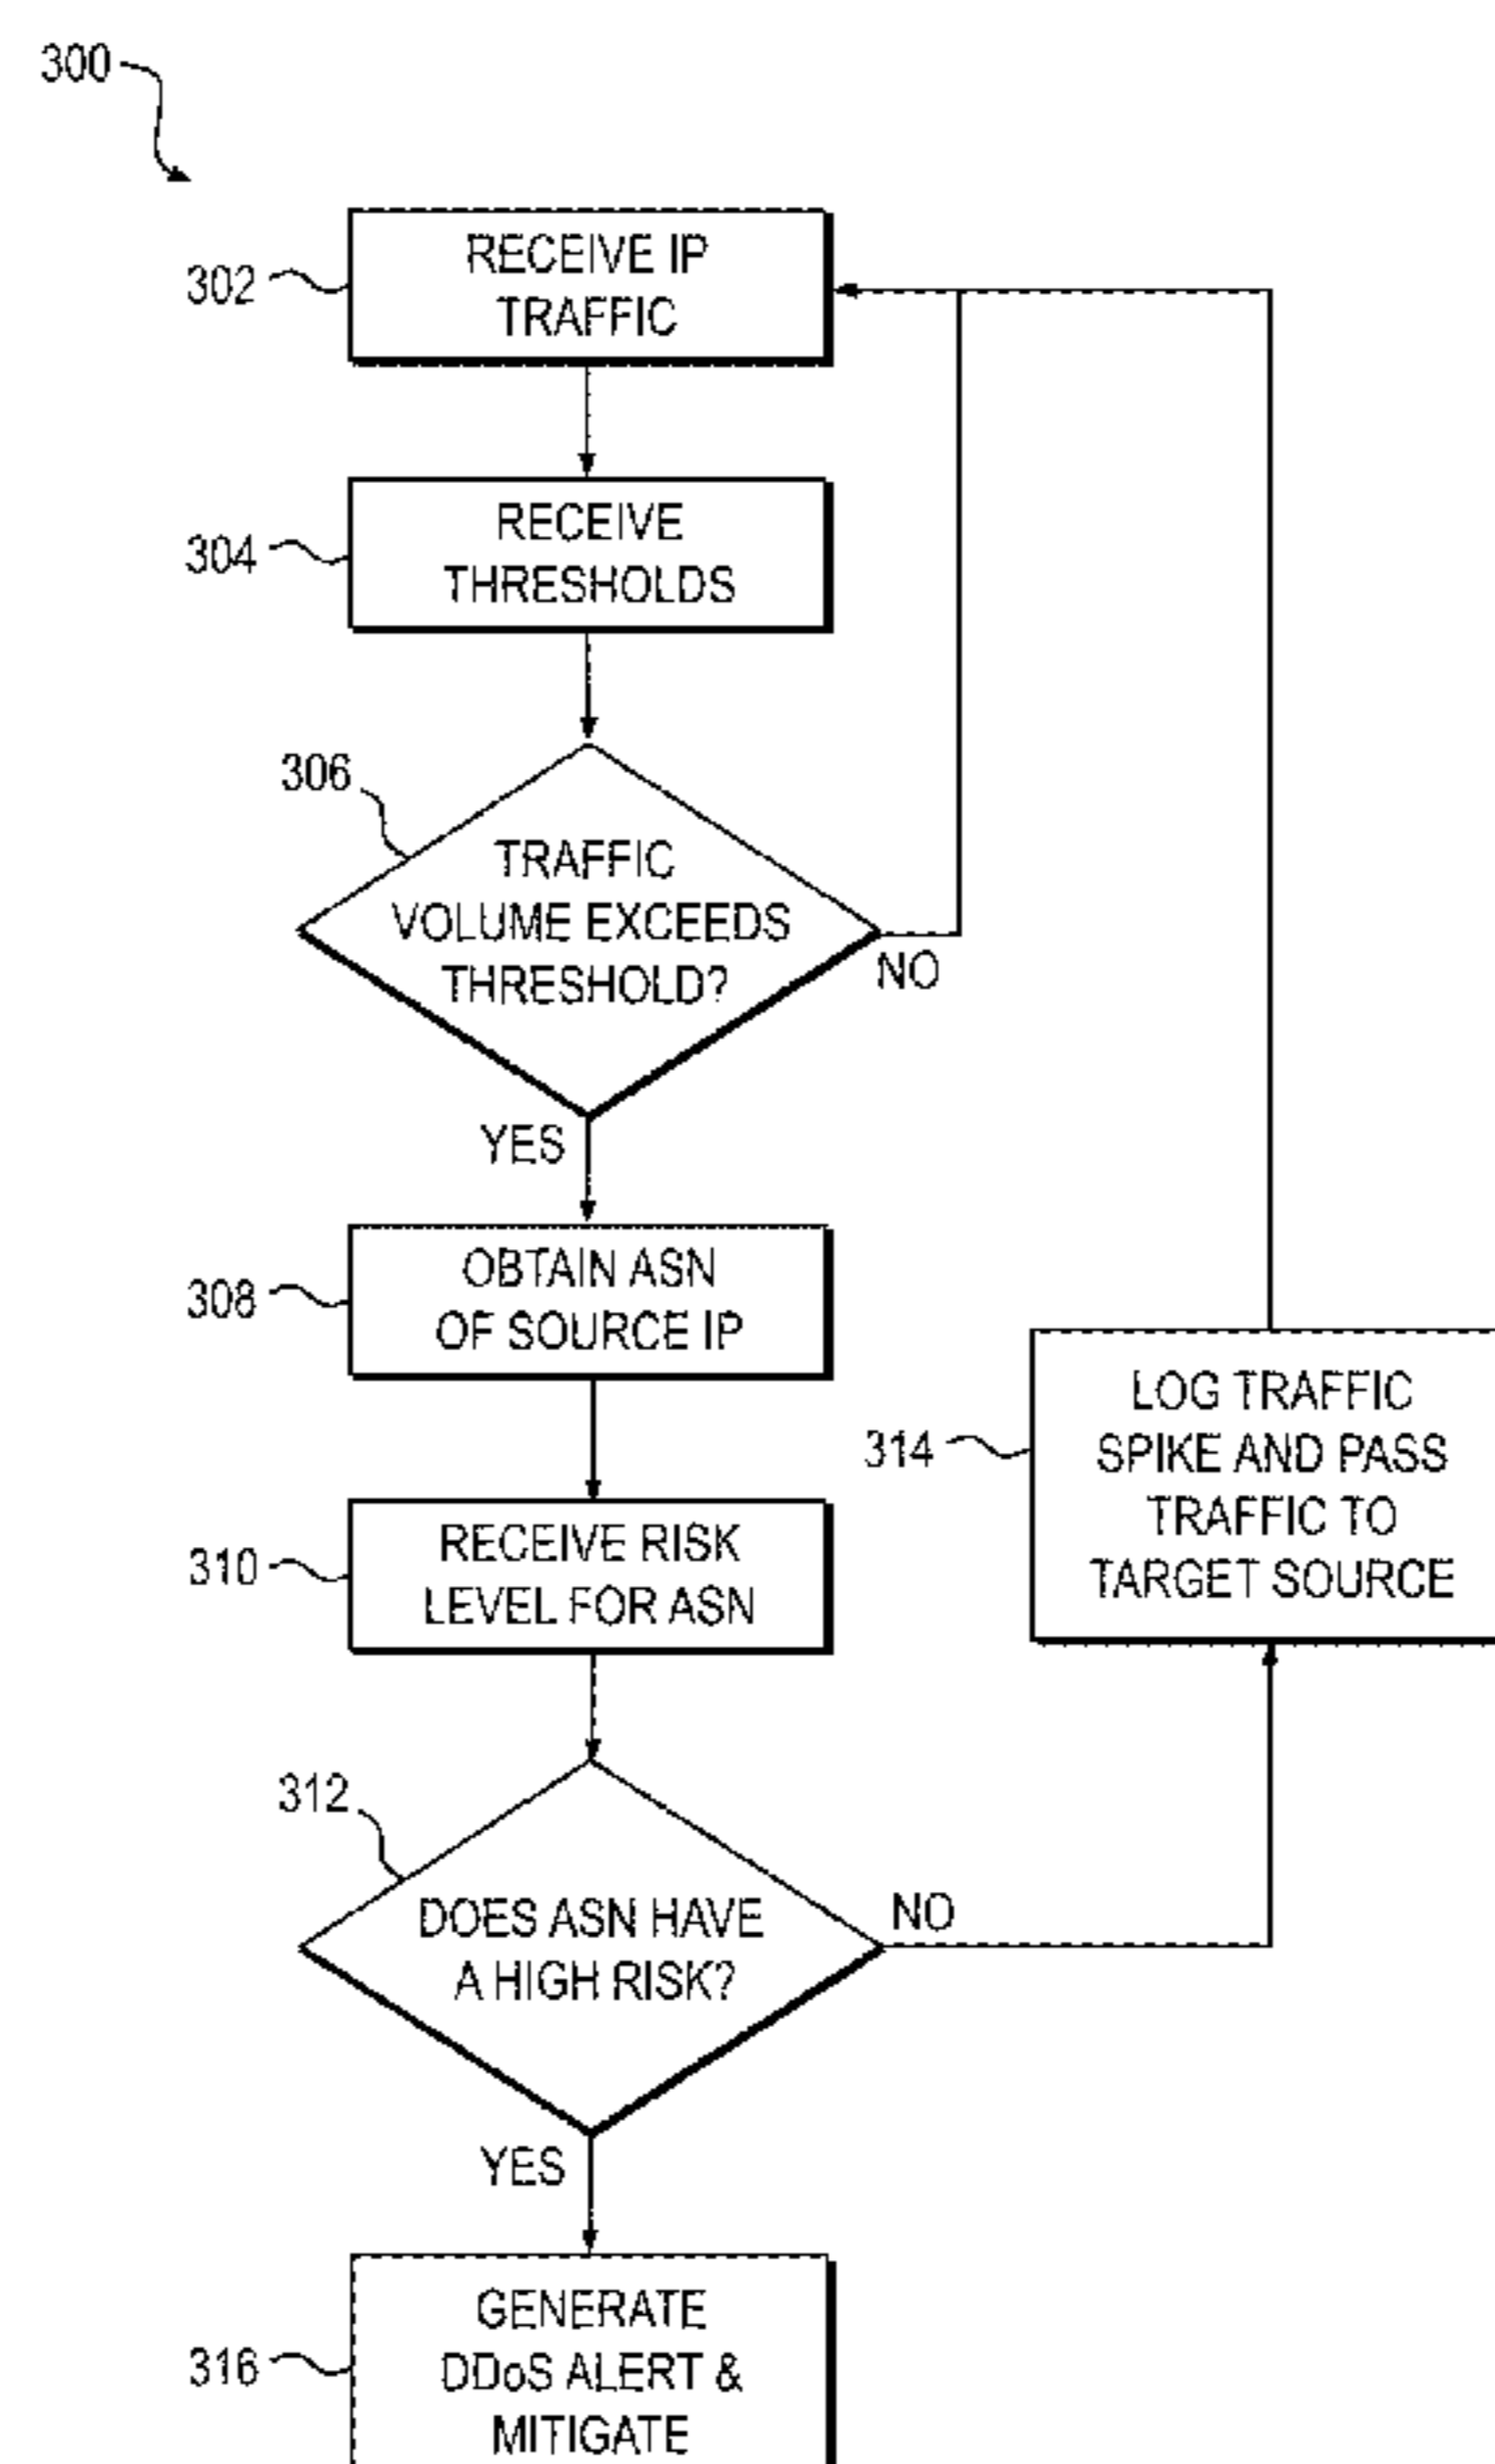 300
302
RECEIVE IP
TRAFFIC
304
RECEIVE
THRESHOLDS
306
TRAFFIC
VOLUME EXCEEDS
THRESHOLD?
NO
YES
308
OBTAIN ASN
OF SOURCE IP
314
LOG TRAFFIC
SPIKE AND PASS
TRAFFIC TO
TARGET SOURCE
310
RECEIVE RISK
LEVEL FOR ASN
312
DOES ASN HAVE
A HIGH RISK?
NO
YES
316
GENERATE
DDoS ALERT &
MITIGATE